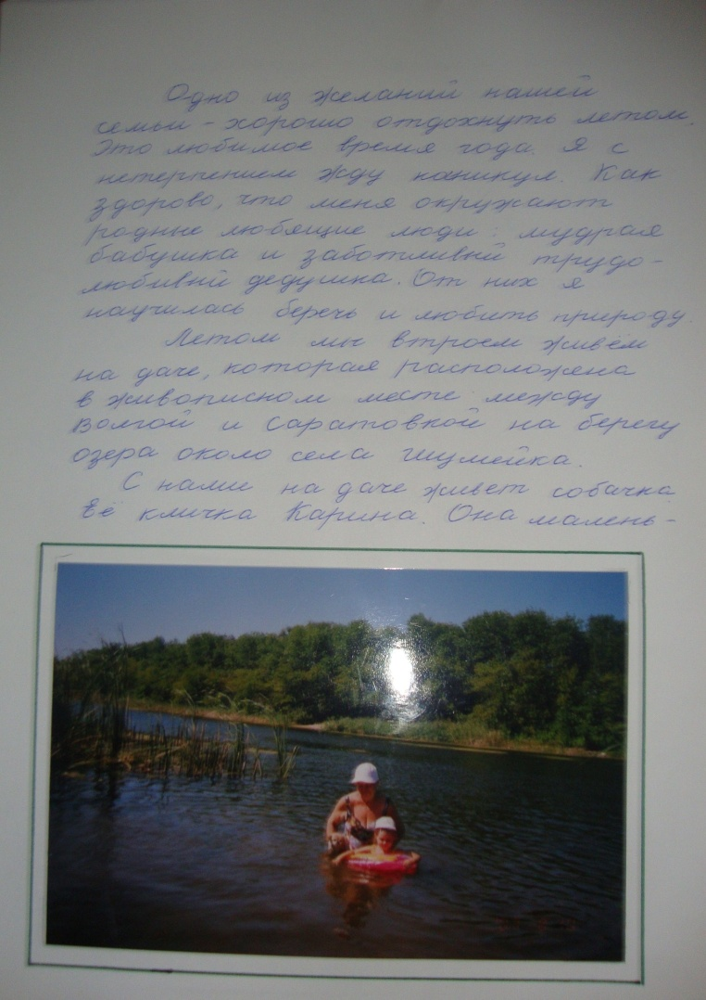 Одно из желаний нашей
семьи - хорошо отдохнуть летом.
Это любимое время года. Я с
нетерпением жду каникул. Как
здорово, что меня окружают
родные любящие люди: мудрая
бабушка и заботливый трудо-
любивый дедушка. От них я
научилась беречь и любить природу.
Летом мы втроем живём
на даче, которая расположена
в живописном месте между
Волгой и Саратовкой на берегу
озера около села Шумейка.
С нами на даче живет собачка.
Её кличка Карина. Она малень-